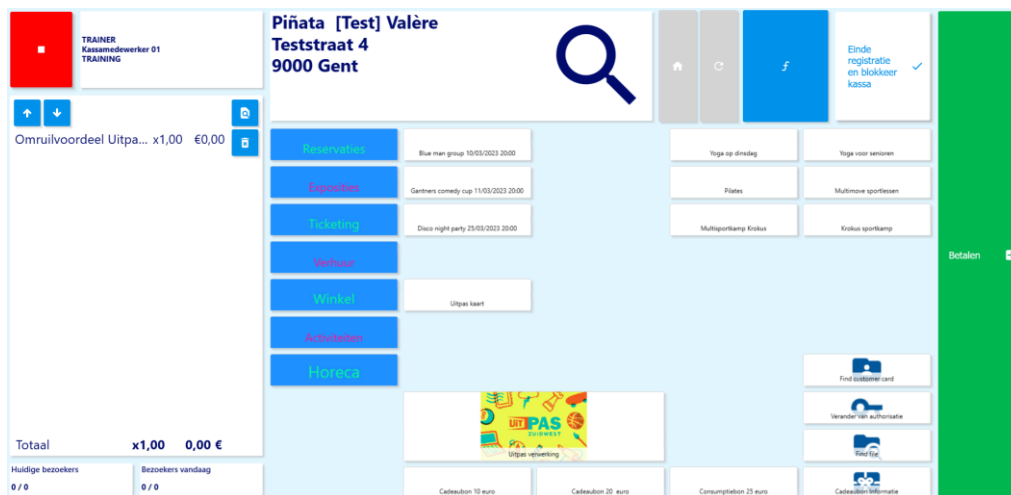 TRAINER
Kassamedewerker 01
TRAINING
Piñata [Test] Valère
Teststraat 4
9000 Gent
Einde
registratie
en blokkeer
kassa
Omruilvoordeel Uitpa... x1,00 €0,00
Reservaties
Blue man group 10/03/2023 20:00
Yoga op dinsdag
Yoga voor senioren
Exposities
Gantners comedy cup 11/03/2023 20:00
Pilates
Multimove sportlessen
Ticketing
Disco night party 25/03/2023 20:00
Multisportkamp Krokus
Krokus sportkamp
Verhuur
Betalen
Winkel
Uitpas kaart
Activiteiten
Horeca
Find customer card
UiTPAS
ZUIDWEST
Uitpas verwerking
Verander van authorisatie
Find file
Totaal x1,00 0,00 €
Huidige bezoekers
0 / 0
Bezoekers vandaag
0 / 0
Cadeaubon 10 euro
Cadeaubon 20 euro
Consumptiebon 25 euro
Cadeaubon informatie